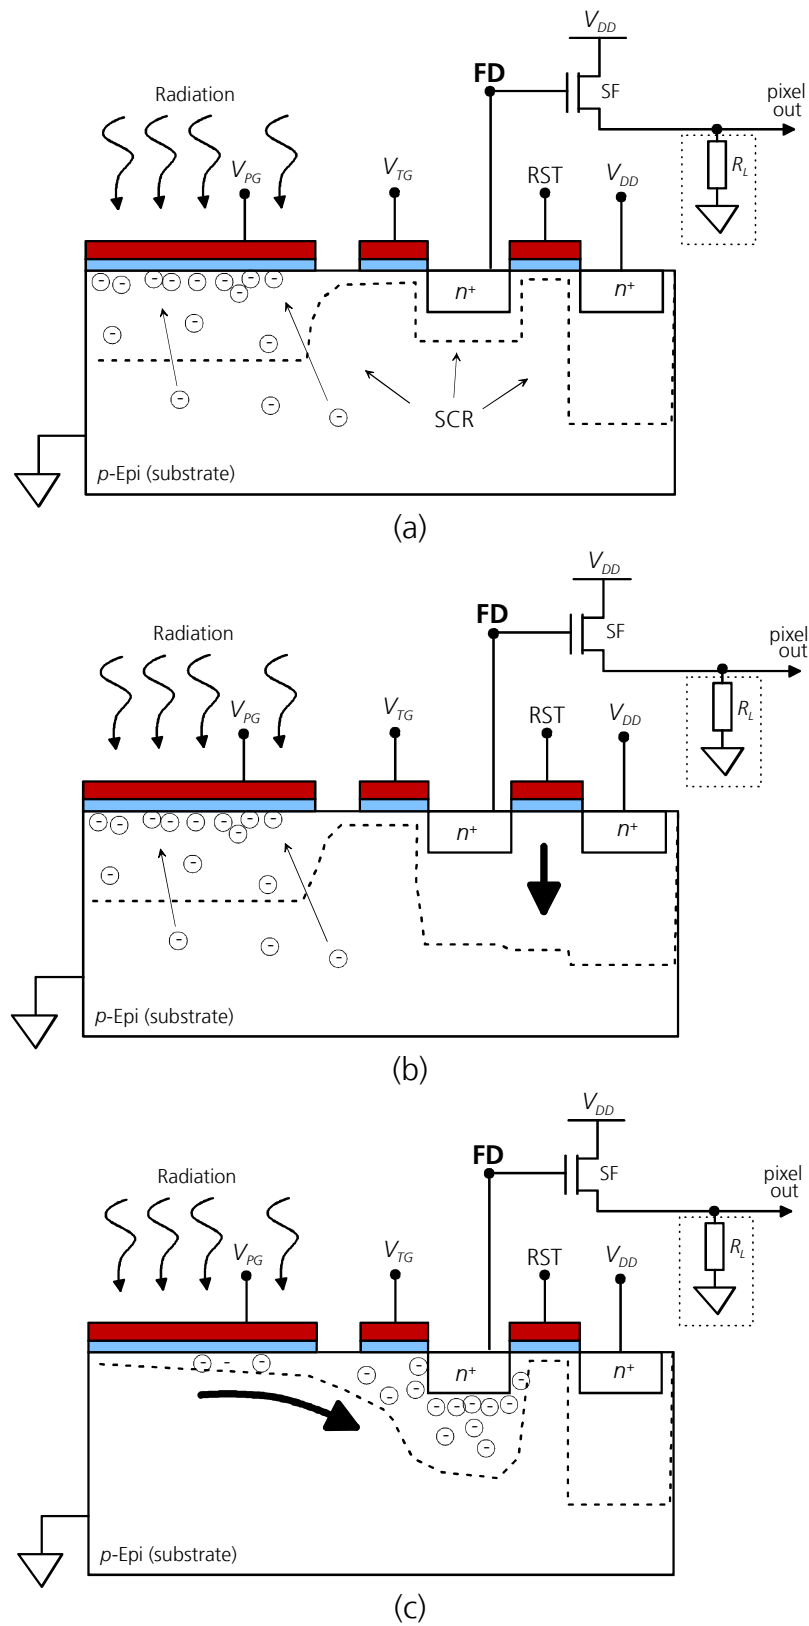 V_DD
FD
SF
pixel
out
Radiation
V_PG
V_TG
RST
V_DD
R_L
n⁺
n⁺
SCR
p-Epi (substrate)
(a)
V_DD
FD
SF
pixel
out
Radiation
V_PG
V_TG
RST
V_DD
R_L
n⁺
n⁺
p-Epi (substrate)
(b)
V_DD
FD
SF
pixel
out
Radiation
V_PG
V_TG
RST
V_DD
R_L
n⁺
n⁺
p-Epi (substrate)
(c)